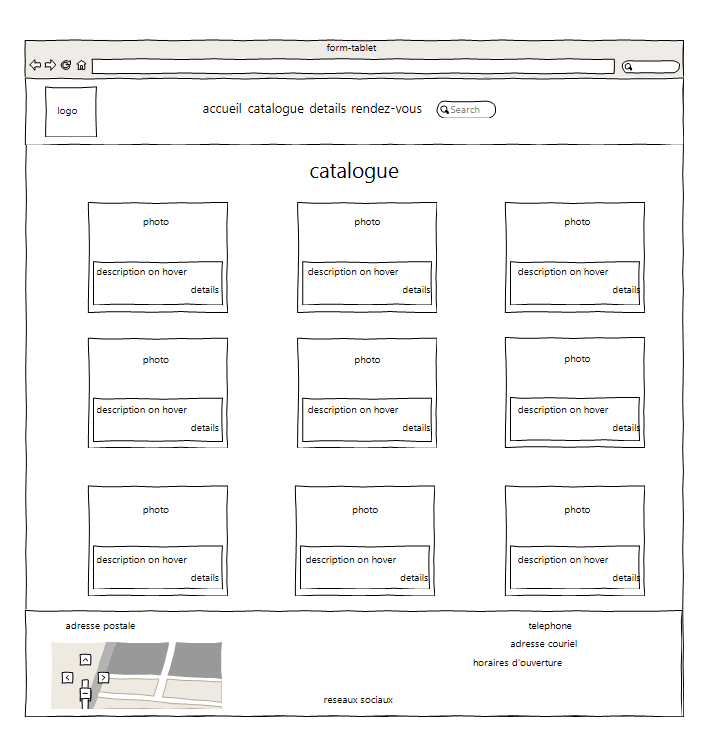 form-tablet
logo
accueil catalogue details rendez-vous
Search
catalogue
photo
description on hover
details
photo
description on hover
details
photo
description on hover
details
photo
description on hover
details
photo
description on hover
details
photo
description on hover
details
photo
description on hover
details
photo
description on hover
details
photo
description on hover
details
adresse postale
telephone
adresse couriel
horaires d'ouverture
reseaux sociaux